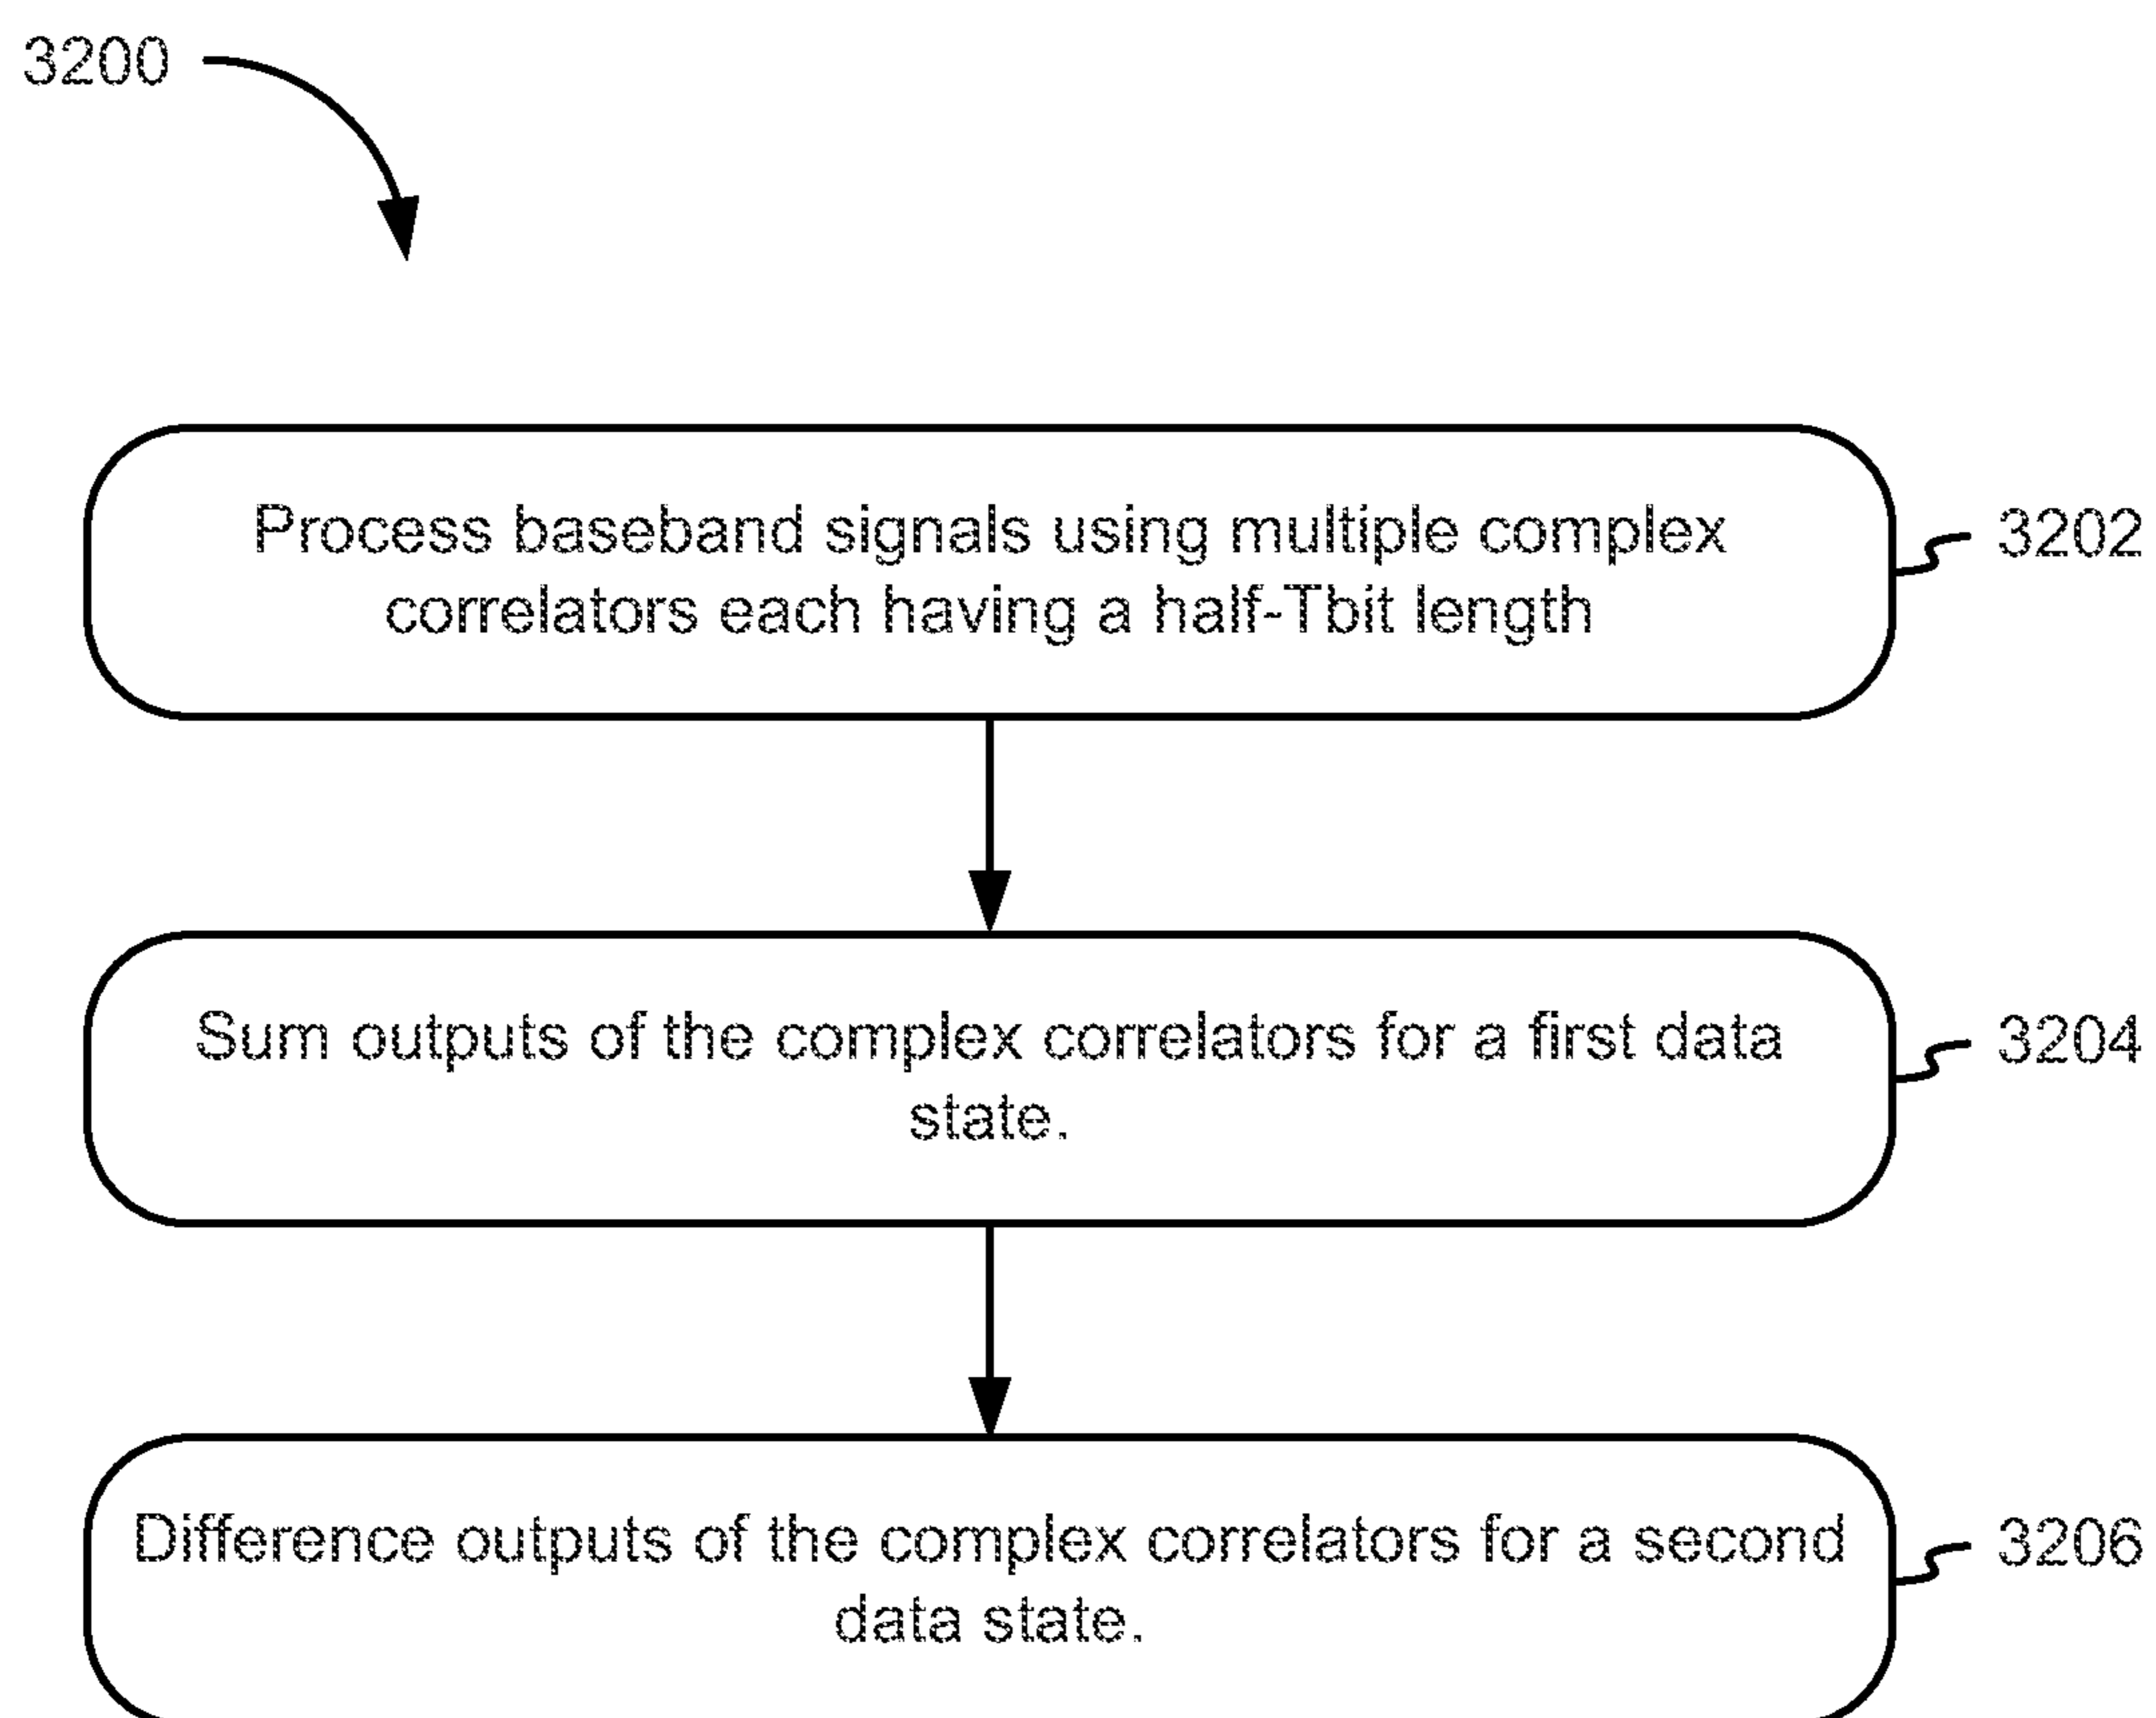 3200
Process baseband signals using multiple complex
correlators each having a half-Tbit length
3202
Sum outputs of the complex correlators for a first data
state.
3204
Difference outputs of the complex correlators for a second
data state.
3206